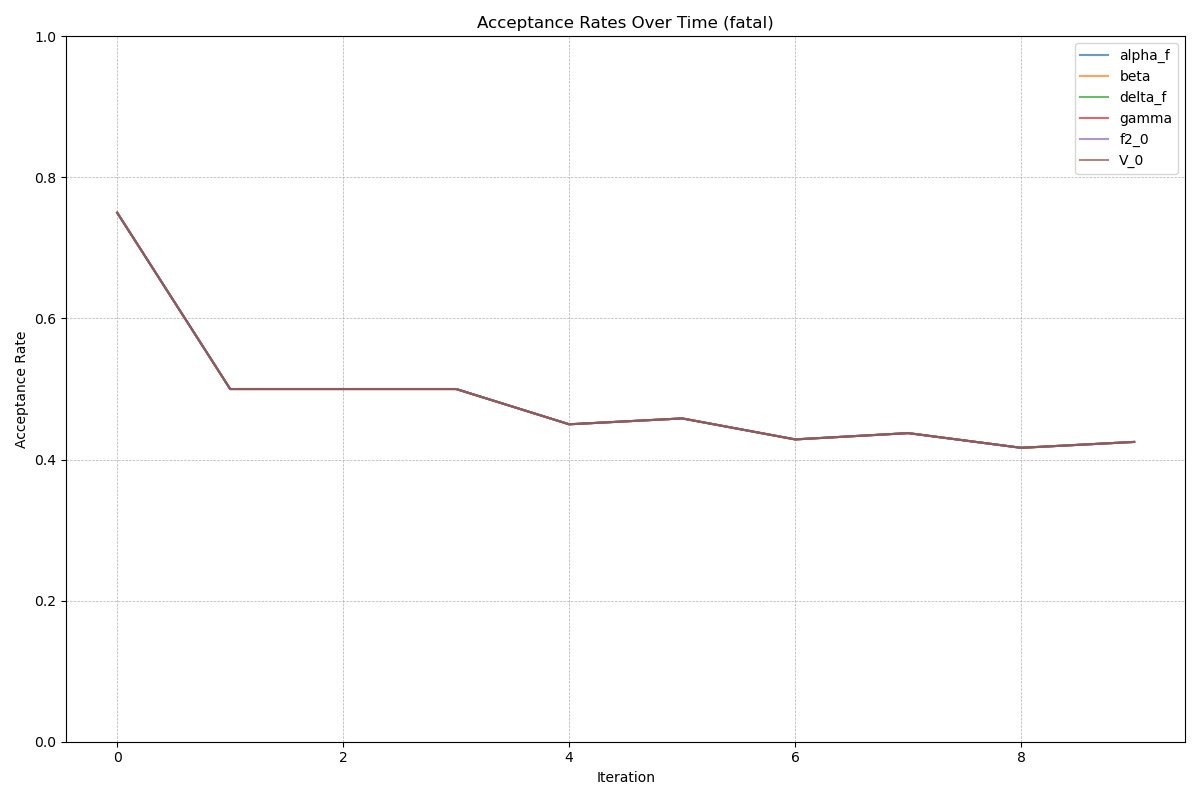 Acceptance Rates Over Time (fatal)
1.0
0.8
0.6
0.4
0.2
0.0
Acceptance Rate
0 2 4 6 8
Iteration
alpha_f
beta
delta_f
gamma
f2_0
V_0